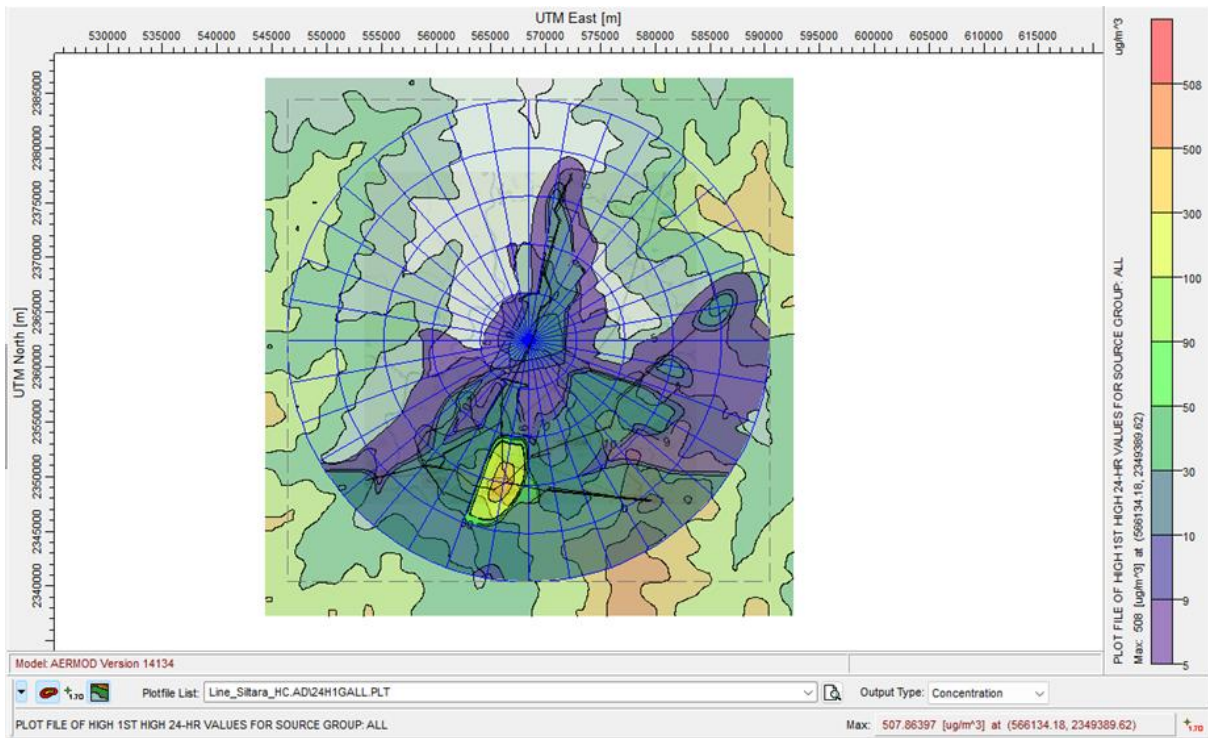 UTM East [m]
530000 535000 540000 545000 550000 555000 560000 565000 570000 575000 580000 585000 590000 595000 600000 605000 610000 615000
UTM North [m]
2385000
2380000
2375000
2370000
2365000
2360000
2355000
2350000
2345000
2340000
ug/m^3
508
500
300
100
90
50
30
10
9
5
PLOT FILE OF HIGH 1ST HIGH 24-HR VALUES FOR SOURCE GROUP: ALL
Max: 508 [ug/m^3] at (566134.18, 2349389.62)
Model: AERMOD Version 14134
1.70 Plotfile List: Line_Siltara_HC.AD\24H1GALL.PLT Output Type: Concentration
PLOT FILE OF HIGH 1ST HIGH 24-HR VALUES FOR SOURCE GROUP: ALL Max: 507.86397 [ug/m^3] at (566134.18, 2349389.62) 1.70